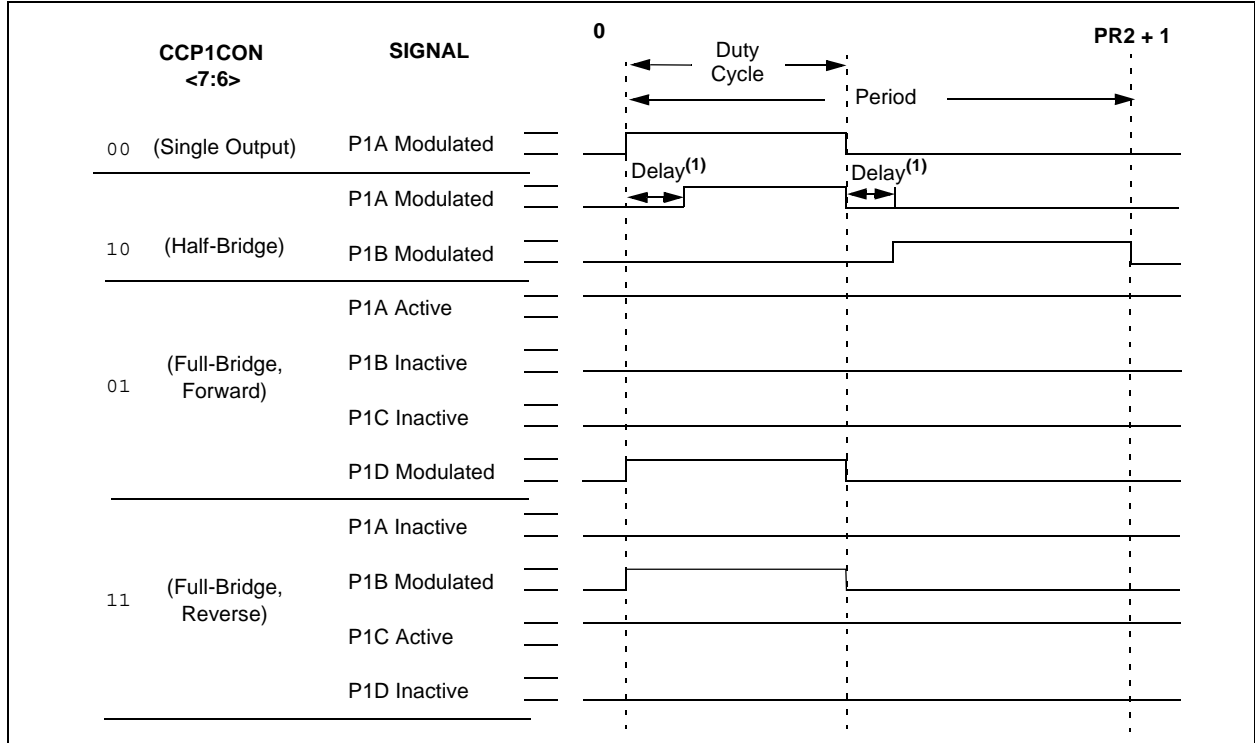 0
PR2 + 1
CCP1CON
<7:6>
SIGNAL
Duty
Cycle
Period
00 (Single Output) P1A Modulated
Delay(1)
Delay(1)
P1A Modulated
10 (Half-Bridge) P1B Modulated
P1A Active
01 (Full-Bridge,
Forward)
P1B Inactive
P1C Inactive
P1D Modulated
P1A Inactive
11 (Full-Bridge,
Reverse)
P1B Modulated
P1C Active
P1D Inactive